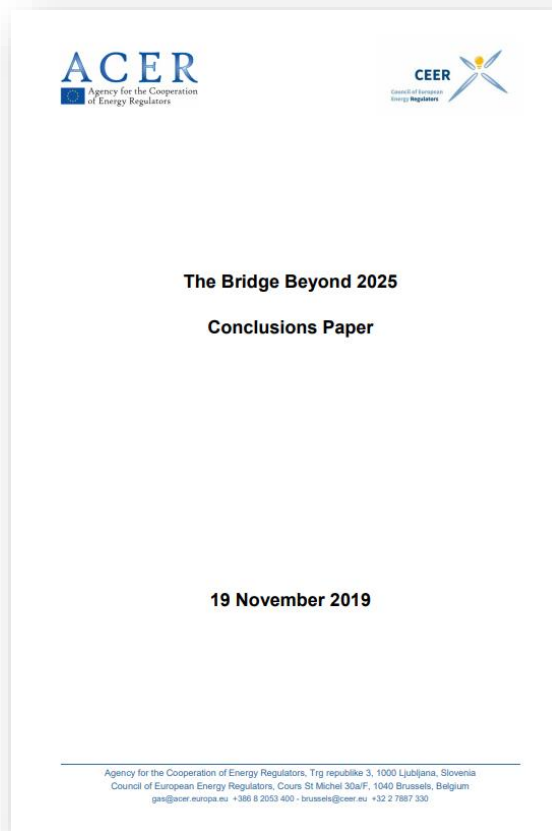 ACER
Agency for the Cooperation
of Energy Regulators
CEER
Council of European
Energy Regulators
The Bridge Beyond 2025
Conclusions Paper
19 November 2019
Agency for the Cooperation of Energy Regulators, Trg republike 3, 1000 Ljubljana, Slovenia
Council of European Energy Regulators, Cours St Michel 30a/F, 1040 Brussels, Belgium
gas@acer.europa.eu +386 8 2053 400 - brussels@ceer.eu +32 2 7887 330